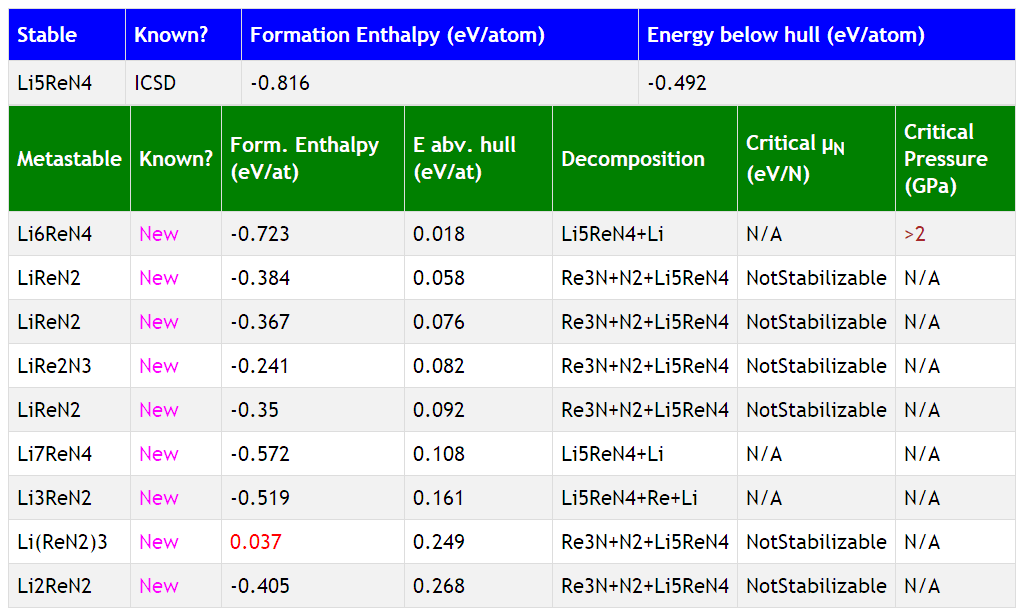 Stable Known? Formation Enthalpy (eV/atom) Energy below hull (eV/atom)
Li5ReN4 ICSD -0.816 -0.492
Metastable Known? Form. Enthalpy (eV/at) E abv. hull (eV/at) Decomposition Critical μN (eV/N) Critical Pressure (GPa)
Li6ReN4 New -0.723 0.018 Li5ReN4+Li N/A >2
LiReN2 New -0.384 0.058 Re3N+N2+Li5ReN4 NotStabilizable N/A
LiReN2 New -0.367 0.076 Re3N+N2+Li5ReN4 NotStabilizable N/A
LiRe2N3 New -0.241 0.082 Re3N+N2+Li5ReN4 NotStabilizable N/A
LiReN2 New -0.35 0.092 Re3N+N2+Li5ReN4 NotStabilizable N/A
Li7ReN4 New -0.572 0.108 Li5ReN4+Li N/A N/A
Li3ReN2 New -0.519 0.161 Li5ReN4+Re+Li N/A N/A
Li(ReN2)3 New 0.037 0.249 Re3N+N2+Li5ReN4 NotStabilizable N/A
Li2ReN2 New -0.405 0.268 Re3N+N2+Li5ReN4 NotStabilizable N/A